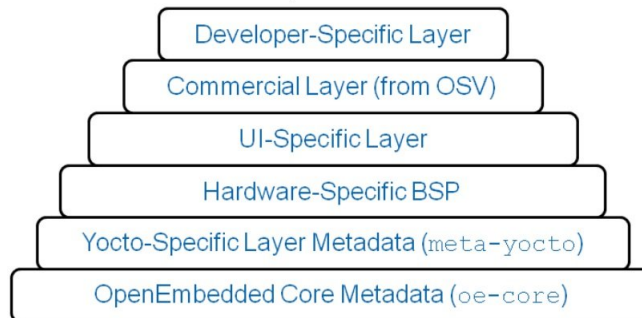 Developer-Specific Layer
Commercial Layer (from OSV)
UI-Specific Layer
Hardware-Specific BSP
Yocto-Specific Layer Metadata (meta-yocto)
OpenEmbedded Core Metadata (oe-core)